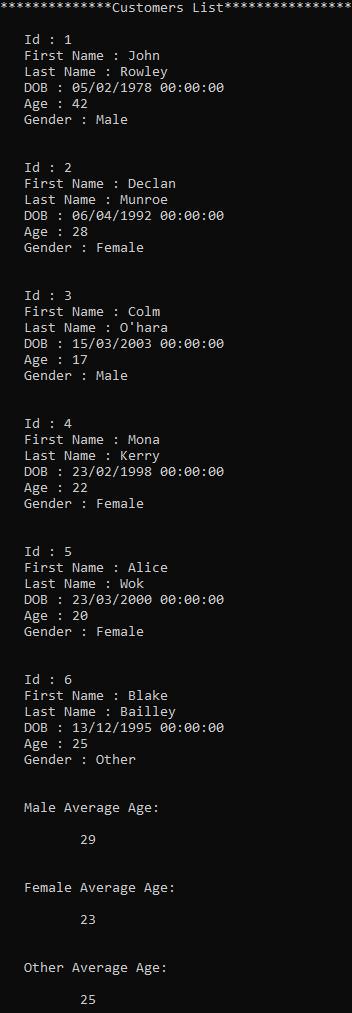 **************Customers List****************
Id : 1
First Name : John
Last Name : Rowley
DOB : 05/02/1978 00:00:00
Age : 42
Gender : Male
Id : 2
First Name : Declan
Last Name : Munroe
DOB : 06/04/1992 00:00:00
Age : 28
Gender : Female
Id : 3
First Name : Colm
Last Name : O'hara
DOB : 15/03/2003 00:00:00
Age : 17
Gender : Male
Id : 4
First Name : Mona
Last Name : Kerry
DOB : 23/02/1998 00:00:00
Age : 22
Gender : Female
Id : 5
First Name : Alice
Last Name : Wok
DOB : 23/03/2000 00:00:00
Age : 20
Gender : Female
Id : 6
First Name : Blake
Last Name : Bailley
DOB : 13/12/1995 00:00:00
Age : 25
Gender : Other
Male Average Age:
29
Female Average Age:
23
Other Average Age:
25